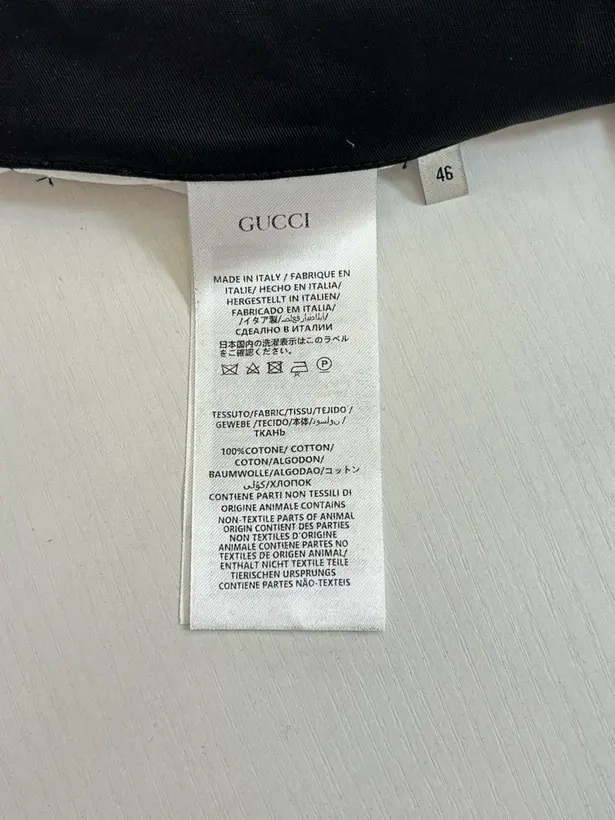 46
GUCCI
MADE IN ITALY / FABRIQUE EN
ITALIE/ HECHO EN ITALIA/
HERGESTELLT IN ITALIEN/
FABRICADO EM ITALIA/
/イタア製/
CДEAЛHO B ИTAЛИИ
日本国内の洗濯表示はこのラベル
をご確認ください。
P
TESSUTO/FABRIC/TISSU/TEJIDO /
GEWEBE /TECIDO/本体/
/ TKAHb
100%COTONE/ COTTON/
COTON/ALGODON/
BAUMWOLLE/ALGODAO/コットン
/ХЛОПОК
CONTIENE PARTI NON TESSILI DI
ORIGINE ANIMALE CONTAINS
NON-TEXTILE PARTS OF ANIMAL
ORIGIN CONTIENT DES PARTIES
NON TEXTILES D'ORIGINE
ANIMALE CONTIENE PARTES NO
TEXTILES DE ORIGEN ANIMAL/
ENTHALT NICHT TEXTILE TEILE
TIERISCHEN URSPRUNGS
CONTIENE PARTES NÃO-TEXTEIS